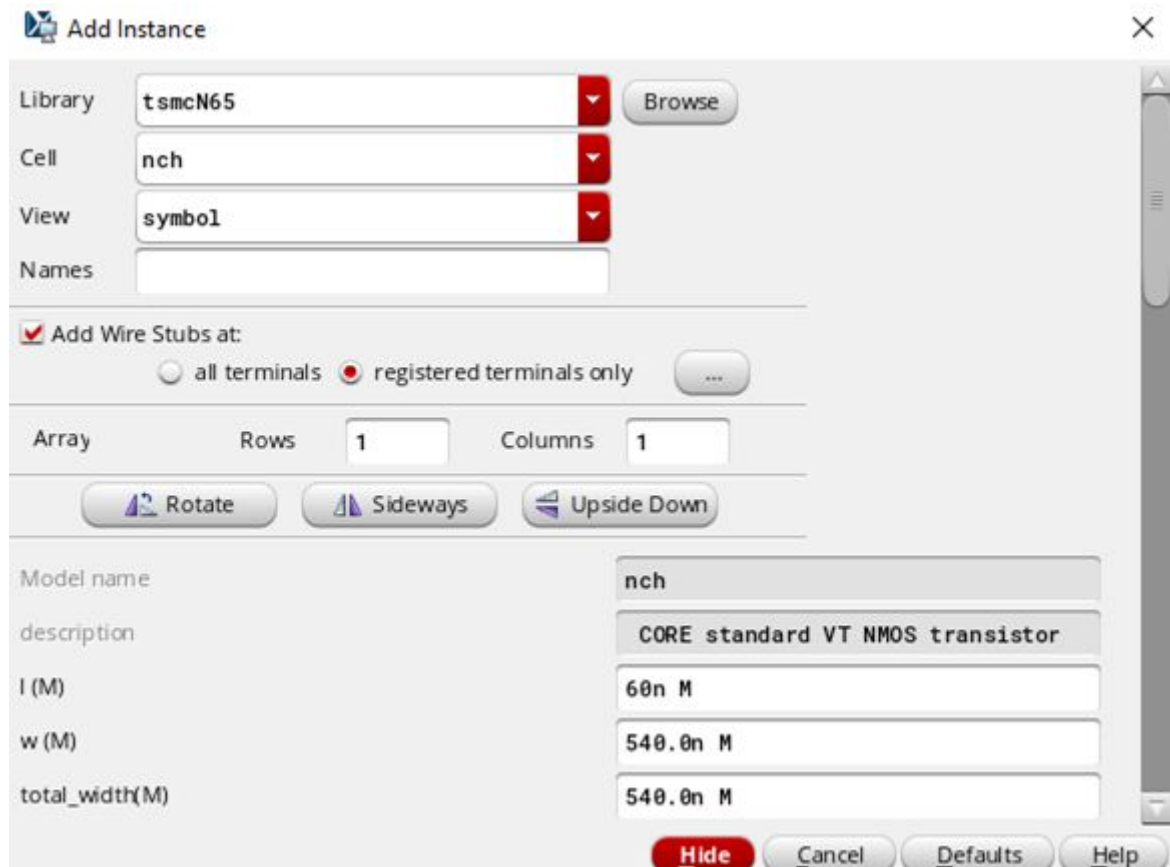 Add Instance
Library tsmcN65 Browse
Cell nch
View symbol
Names
Add Wire Stubs at:
all terminals registered terminals only ...
Array Rows 1 Columns 1
Rotate Sideways Upside Down
Model name nch
description CORE standard VT NMOS transistor
l (M) 60n M
w (M) 540.0n M
total_width(M) 540.0n M
Hide Cancel Defaults Help